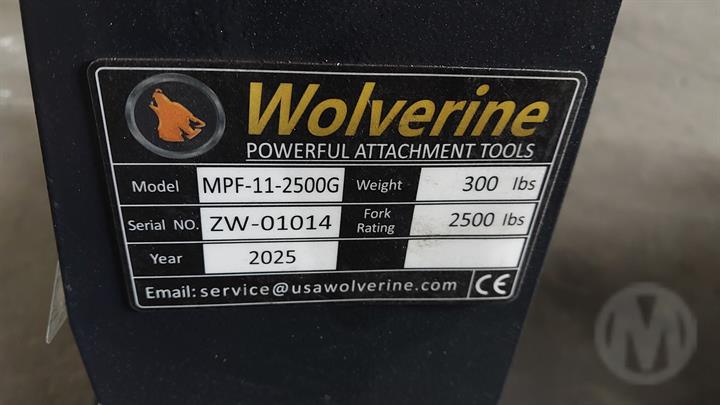 Wolverine
POWERFUL ATTACHMENT TOOLS
Model MPF-11-2500G Weight 300 lbs
Serial NO. ZW-01014 Fork Rating 2500 lbs
Year 2025
Email: service@usawolverine.com CE
M